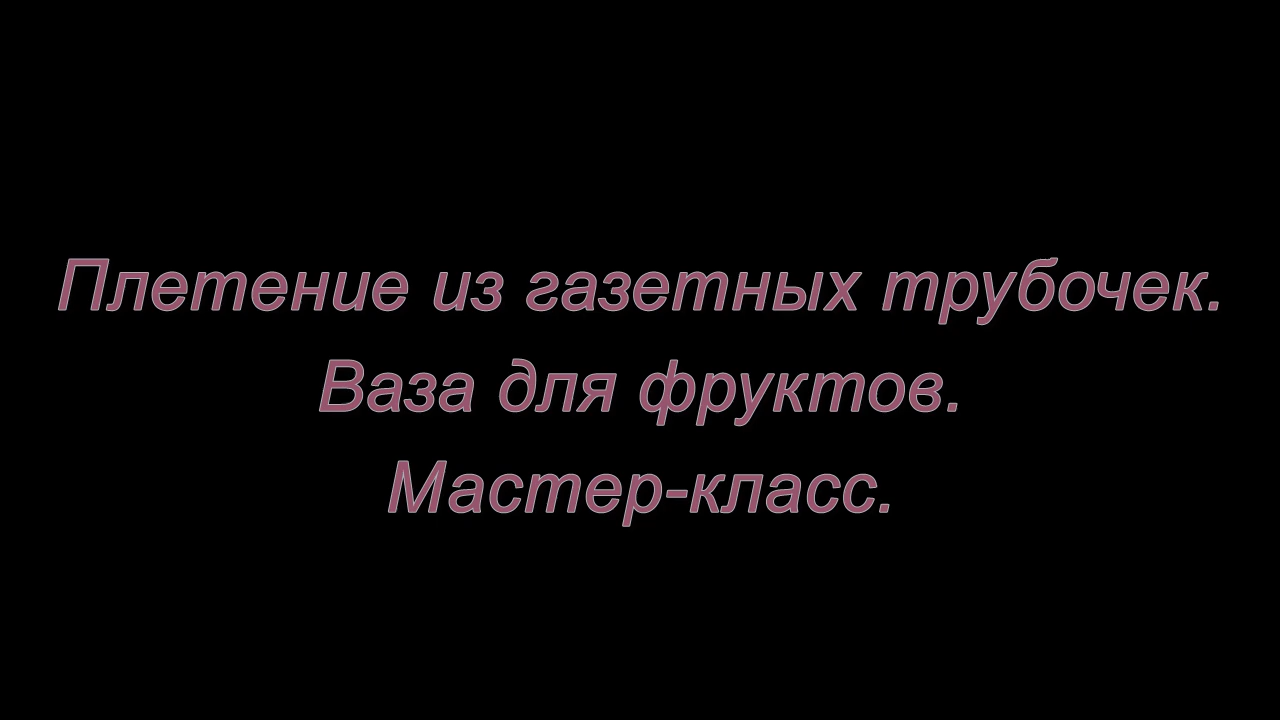 Плетение из газетных трубочек.
Ваза для фруктов.
Мастер-класс.